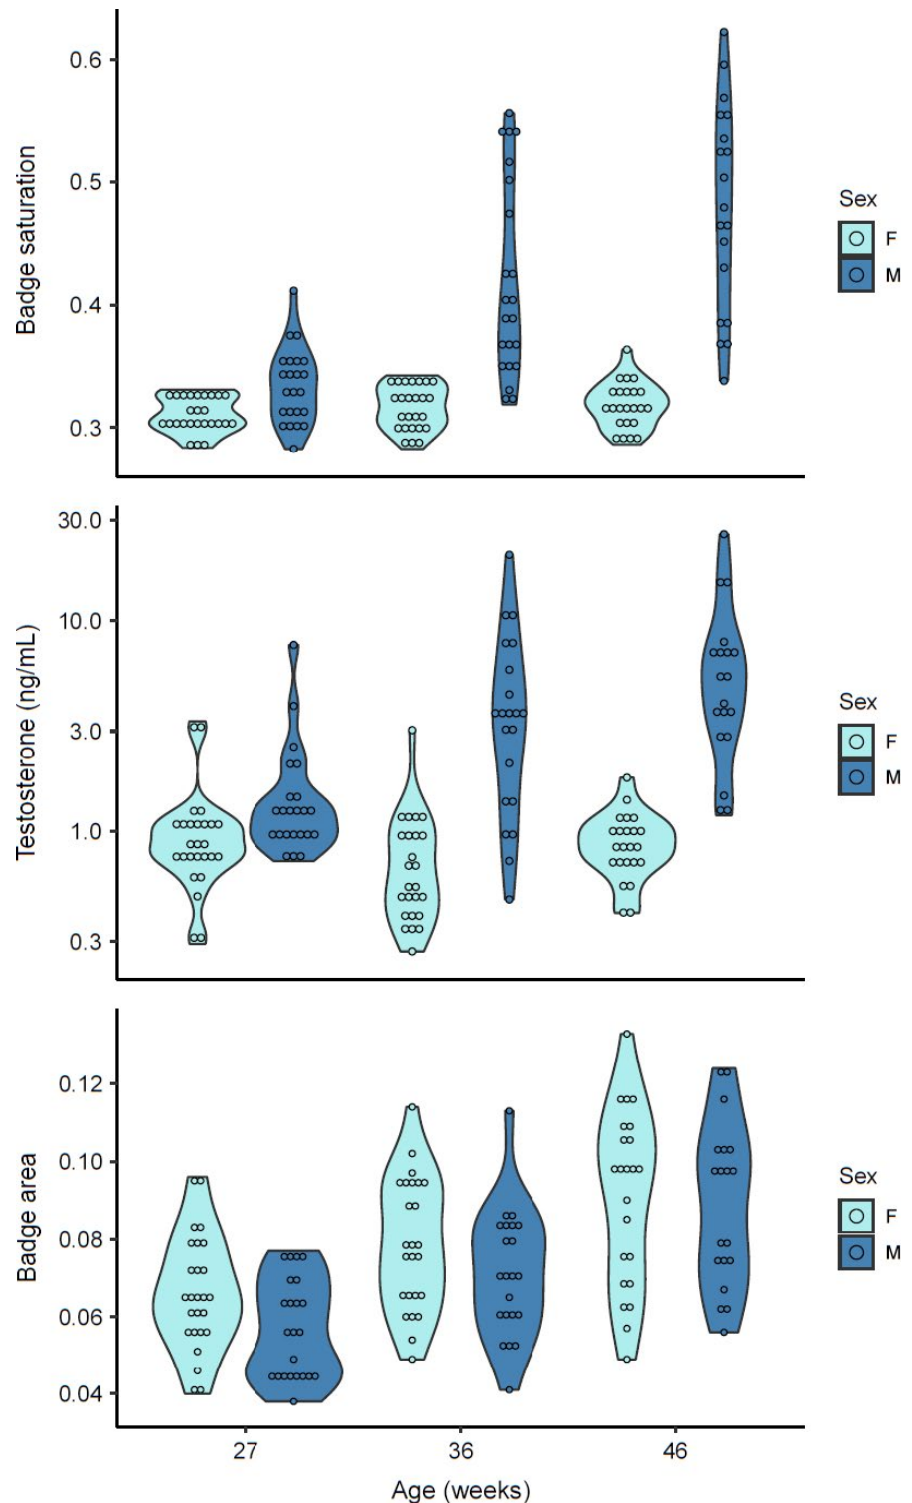 Badge saturation
0.6
0.5
0.4
0.3
Sex
F
M
Testosterone (ng/mL)
30.0
10.0
3.0
1.0
0.3
Sex
F
M
Badge area
0.12
0.10
0.08
0.06
0.04
Sex
F
M
27 36 46
Age (weeks)